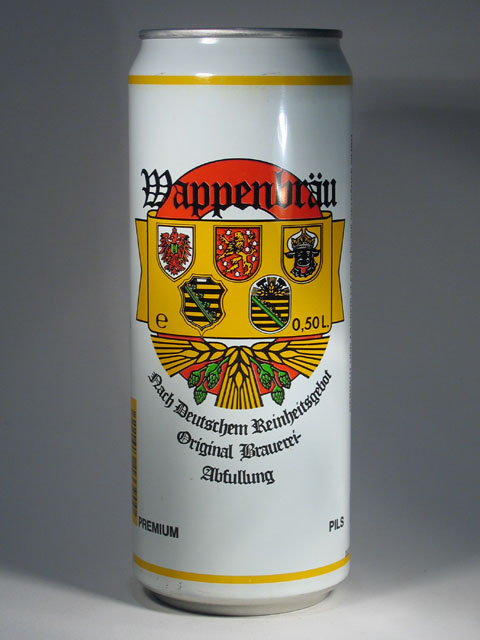 Wappenbräu
e 0,50 L.
Nach Deutschem Reinheitsgebot
Original Brauerei-
Abfullung
PREMIUM PILS